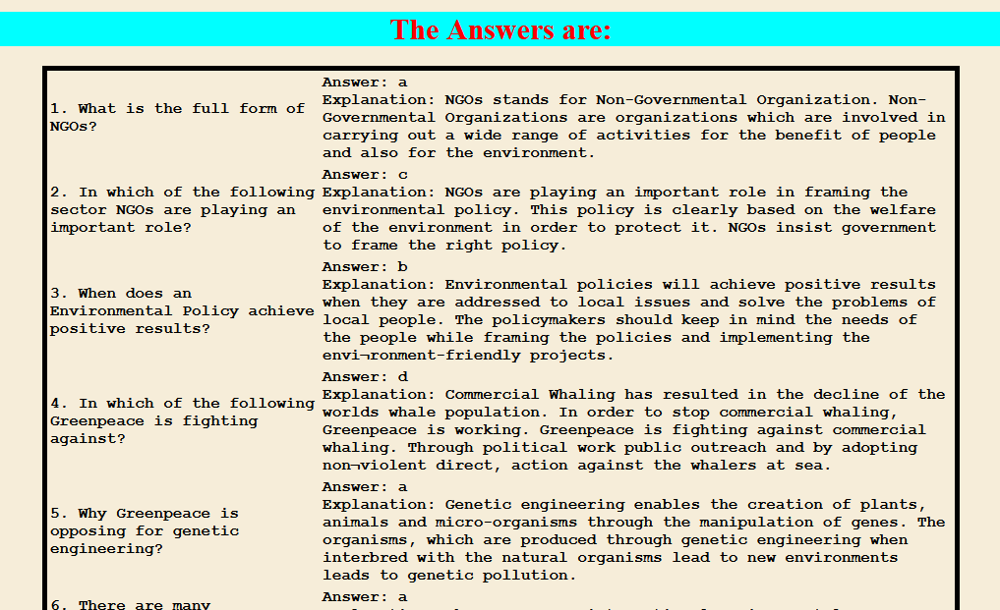 The Answers are:
1. What is the full form of
NGOs?
Answer: a
Explanation: NGOs stands for Non-Governmental Organization. Non-
Governmental Organizations are organizations which are involved in
carrying out a wide range of activities for the benefit of people
and also for the environment.
2. In which of the following
sector NGOs are playing an
important role?
Answer: c
Explanation: NGOs are playing an important role in framing the
environmental policy. This policy is clearly based on the welfare
of the environment in order to protect it. NGOs insist government
to frame the right policy.
3. When does an
Environmental Policy achieve
positive results?
Answer: b
Explanation: Environmental policies will achieve positive results
when they are addressed to local issues and solve the problems of
local people. The policymakers should keep in mind the needs of
the people while framing the policies and implementing the
envi¬ronment-friendly projects.
4. In which of the following
Greenpeace is fighting
against?
Answer: d
Explanation: Commercial Whaling has resulted in the decline of the
worlds whale population. In order to stop commercial whaling,
Greenpeace is working. Greenpeace is fighting against commercial
whaling. Through political work public outreach and by adopting
non¬violent direct, action against the whalers at sea.
5. Why Greenpeace is
opposing for genetic
engineering?
Answer: a
Explanation: Genetic engineering enables the creation of plants,
animals and micro-organisms through the manipulation of genes. The
organisms, which are produced through genetic engineering when
interbred with the natural organisms lead to new environments
leads to genetic pollution.
6. There are many
Answer: a